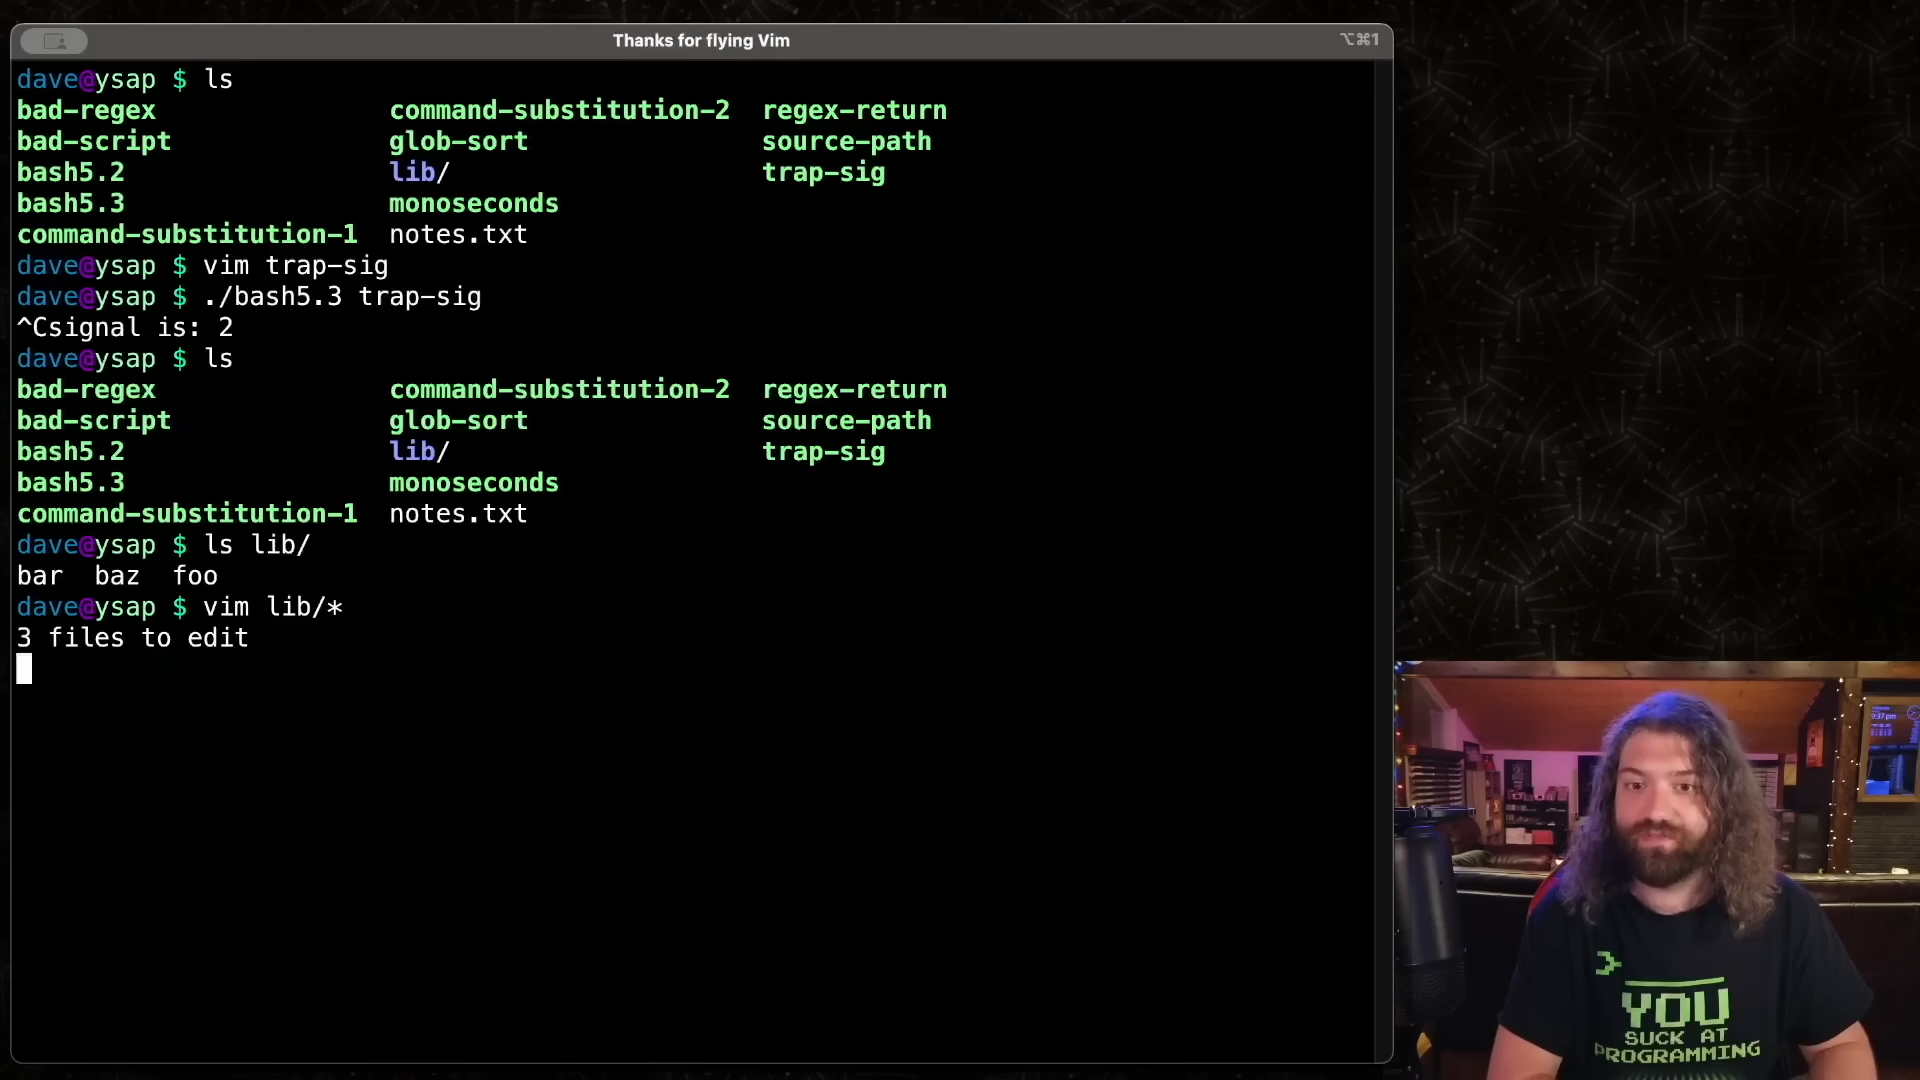 Thanks for flying Vim
⌥⌘1
dave@ysap $ ls
bad-regex command-substitution-2 regex-return
bad-script glob-sort source-path
bash5.2 lib/ trap-sig
bash5.3 monoseconds
command-substitution-1 notes.txt
dave@ysap $ vim trap-sig
dave@ysap $ ./bash5.3 trap-sig
^Csignal is: 2
dave@ysap $ ls
bad-regex command-substitution-2 regex-return
bad-script glob-sort source-path
bash5.2 lib/ trap-sig
bash5.3 monoseconds
command-substitution-1 notes.txt
dave@ysap $ ls lib/
bar baz foo
dave@ysap $ vim lib/*
3 files to edit
YOU
SUCK AT
PROGRAMMING